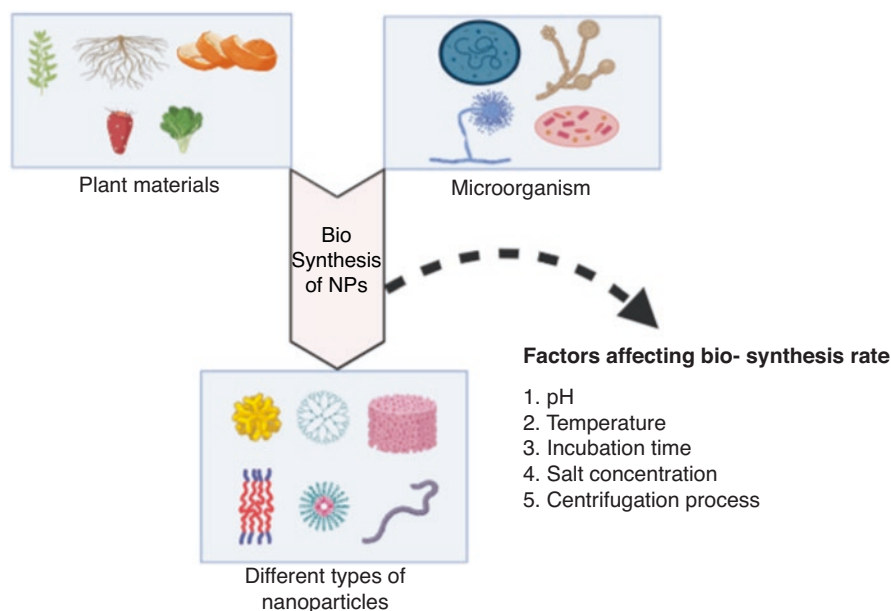 Plant materials
Microorganism
Bio
Synthesis
of NPs
Factors affecting bio- synthesis rate
1. pH
2. Temperature
3. Incubation time
4. Salt concentration
5. Centrifugation process
Different types of
nanoparticles